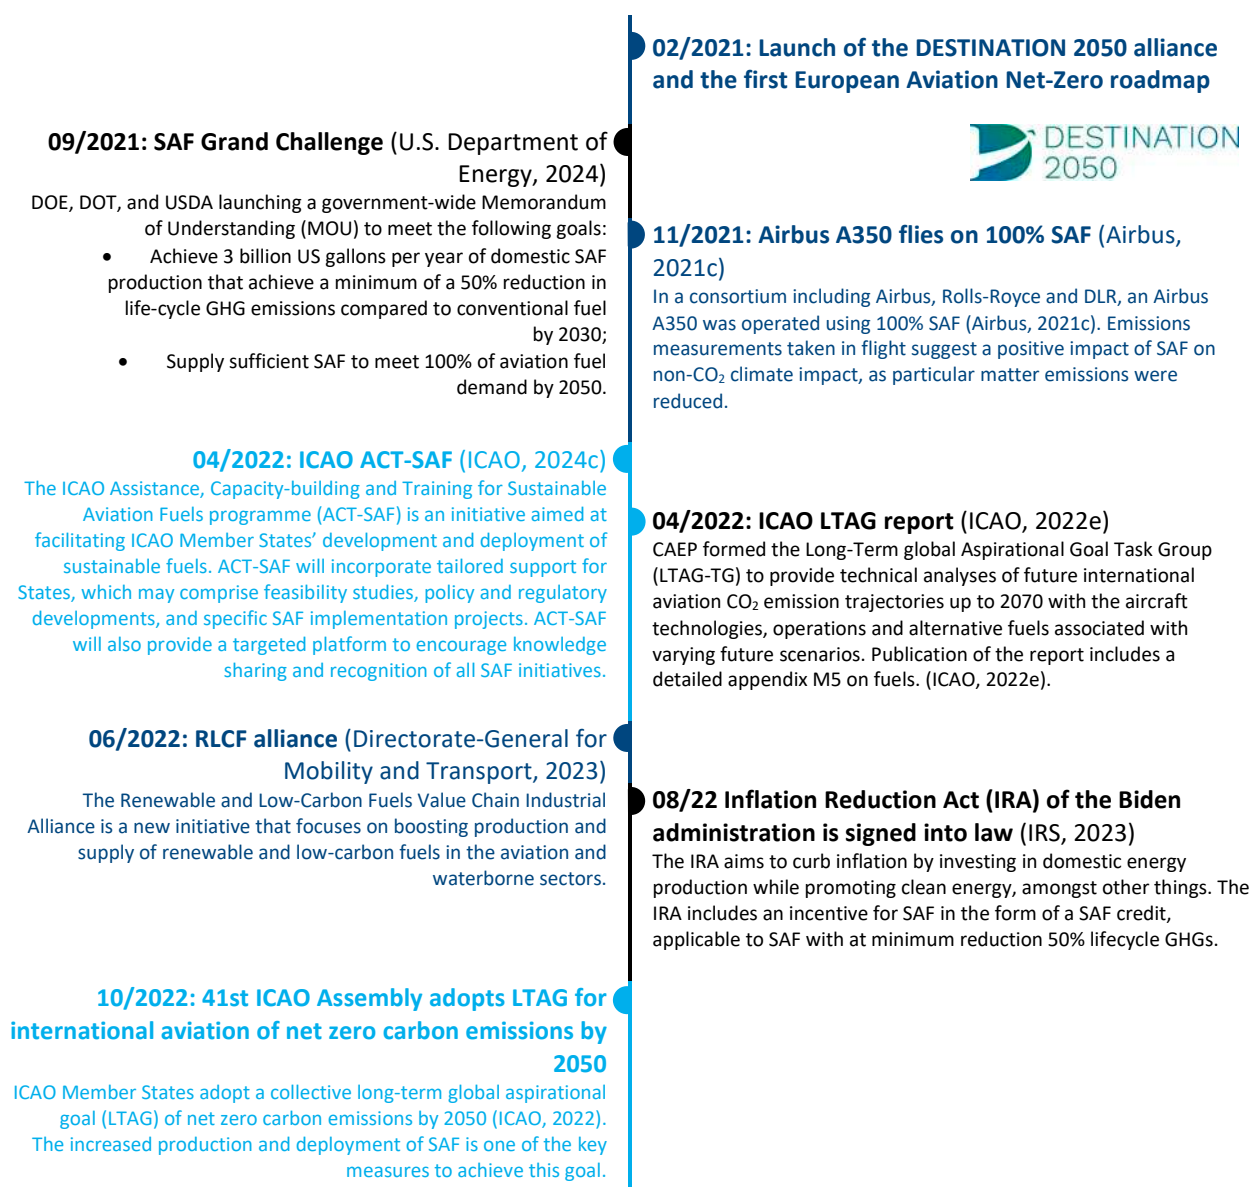 02/2021: Launch of the DESTINATION 2050 alliance
and the first European Aviation Net-Zero roadmap
DESTINATION
2050
09/2021: SAF Grand Challenge (U.S. Department of
Energy, 2024)
DOE, DOT, and USDA launching a government-wide Memorandum
of Understanding (MOU) to meet the following goals:
• Achieve 3 billion US gallons per year of domestic SAF
production that achieve a minimum of a 50% reduction in
life-cycle GHG emissions compared to conventional fuel
by 2030;
• Supply sufficient SAF to meet 100% of aviation fuel
demand by 2050.
11/2021: Airbus A350 flies on 100% SAF (Airbus,
2021c)
In a consortium including Airbus, Rolls-Royce and DLR, an Airbus
A350 was operated using 100% SAF (Airbus, 2021c). Emissions
measurements taken in flight suggest a positive impact of SAF on
non-CO₂ climate impact, as particular matter emissions were
reduced.
04/2022: ICAO ACT-SAF (ICAO, 2024c)
The ICAO Assistance, Capacity-building and Training for Sustainable
Aviation Fuels programme (ACT-SAF) is an initiative aimed at
facilitating ICAO Member States’ development and deployment of
sustainable fuels. ACT-SAF will incorporate tailored support for
States, which may comprise feasibility studies, policy and regulatory
developments, and specific SAF implementation projects. ACT-SAF
will also provide a targeted platform to encourage knowledge
sharing and recognition of all SAF initiatives.
04/2022: ICAO LTAG report (ICAO, 2022e)
CAEP formed the Long-Term global Aspirational Goal Task Group
(LTAG-TG) to provide technical analyses of future international
aviation CO₂ emission trajectories up to 2070 with the aircraft
technologies, operations and alternative fuels associated with
varying future scenarios. Publication of the report includes a
detailed appendix M5 on fuels. (ICAO, 2022e).
06/2022: RLCF alliance (Directorate-General for
Mobility and Transport, 2023)
The Renewable and Low-Carbon Fuels Value Chain Industrial
Alliance is a new initiative that focuses on boosting production and
supply of renewable and low-carbon fuels in the aviation and
waterborne sectors.
08/22 Inflation Reduction Act (IRA) of the Biden
administration is signed into law (IRS, 2023)
The IRA aims to curb inflation by investing in domestic energy
production while promoting clean energy, amongst other things. The
IRA includes an incentive for SAF in the form of a SAF credit,
applicable to SAF with at minimum reduction 50% lifecycle GHGs.
10/2022: 41st ICAO Assembly adopts LTAG for
international aviation of net zero carbon emissions by
2050
ICAO Member States adopt a collective long-term global aspirational
goal (LTAG) of net zero carbon emissions by 2050 (ICAO, 2022).
The increased production and deployment of SAF is one of the key
measures to achieve this goal.